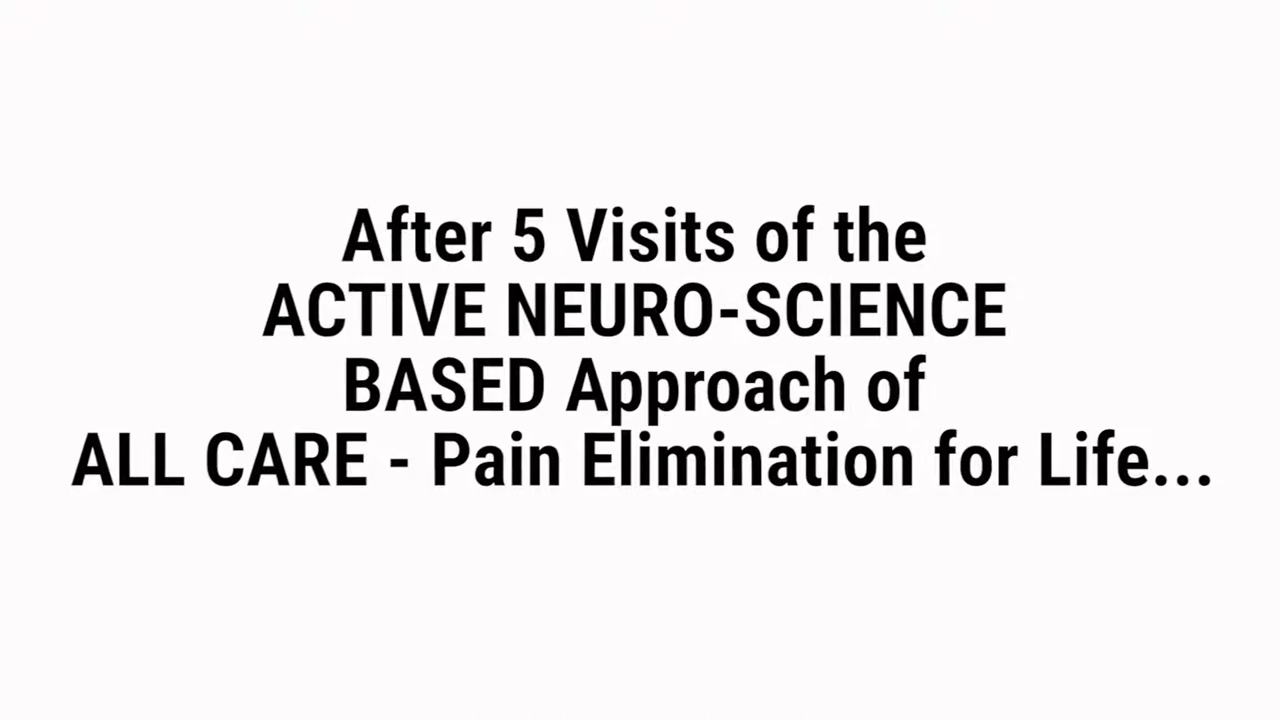 After 5 Visits of the
ACTIVE NEURO-SCIENCE
BASED Approach of
ALL CARE - Pain Elimination for Life...